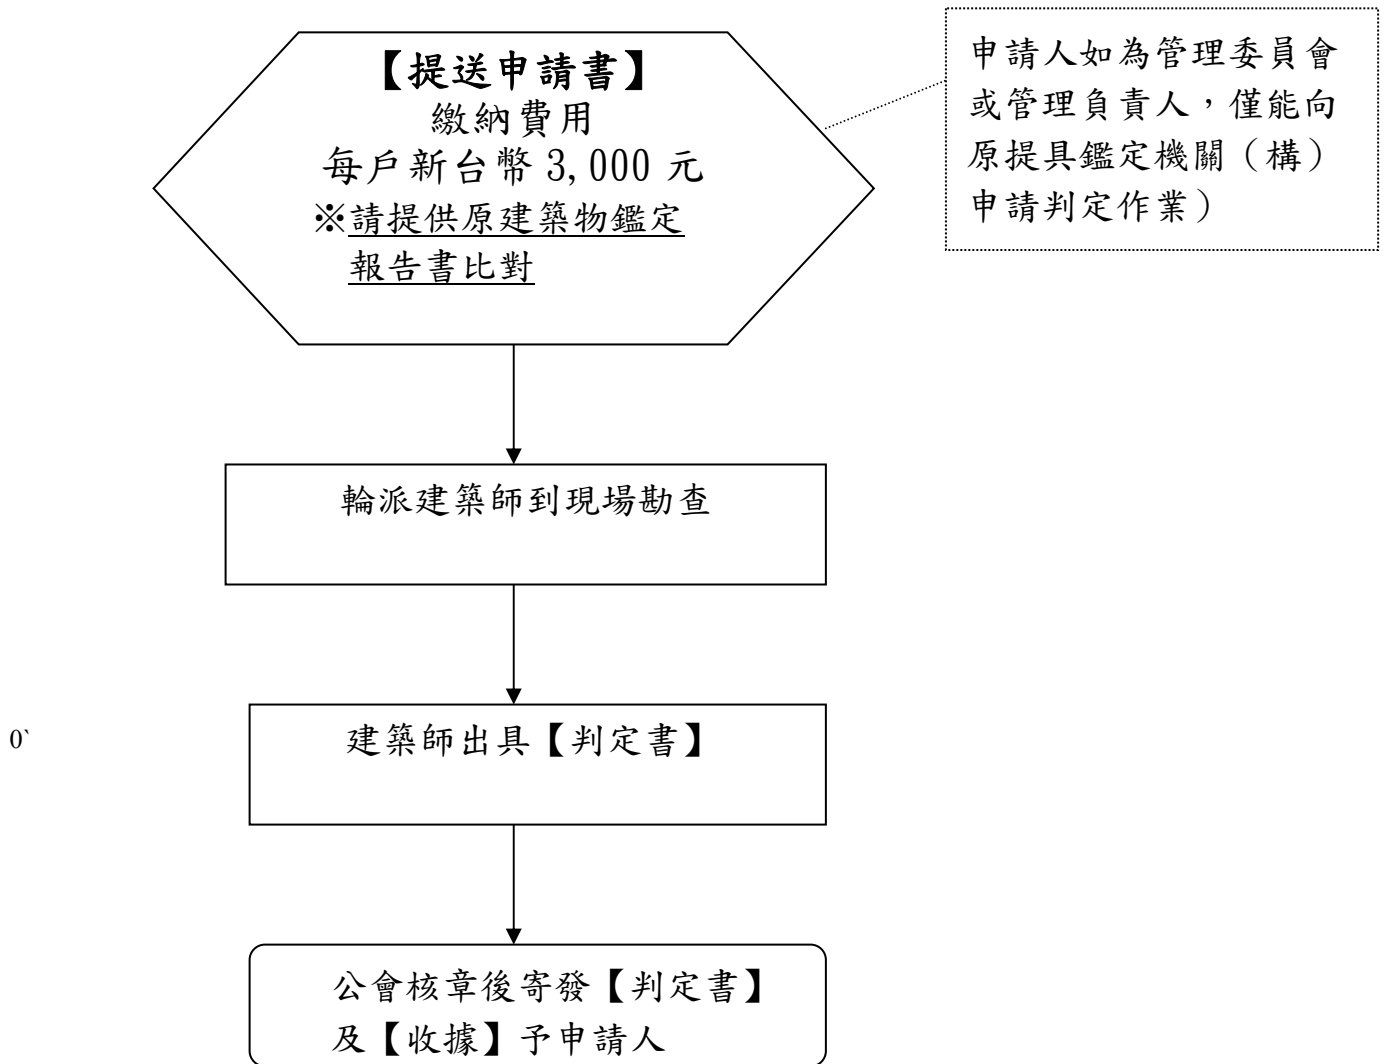 【提送申請書】
繳納費用
每戶新台幣 3,000 元
※請提供原建築物鑑定
報告書比對
申請人如為管理委員會
或管理負責人，僅能向
原提具鑑定機關（構）
申請判定作業）
輪派建築師到現場勘查
0`
建築師出具【判定書】
公會核章後寄發【判定書】
及【收據】予申請人